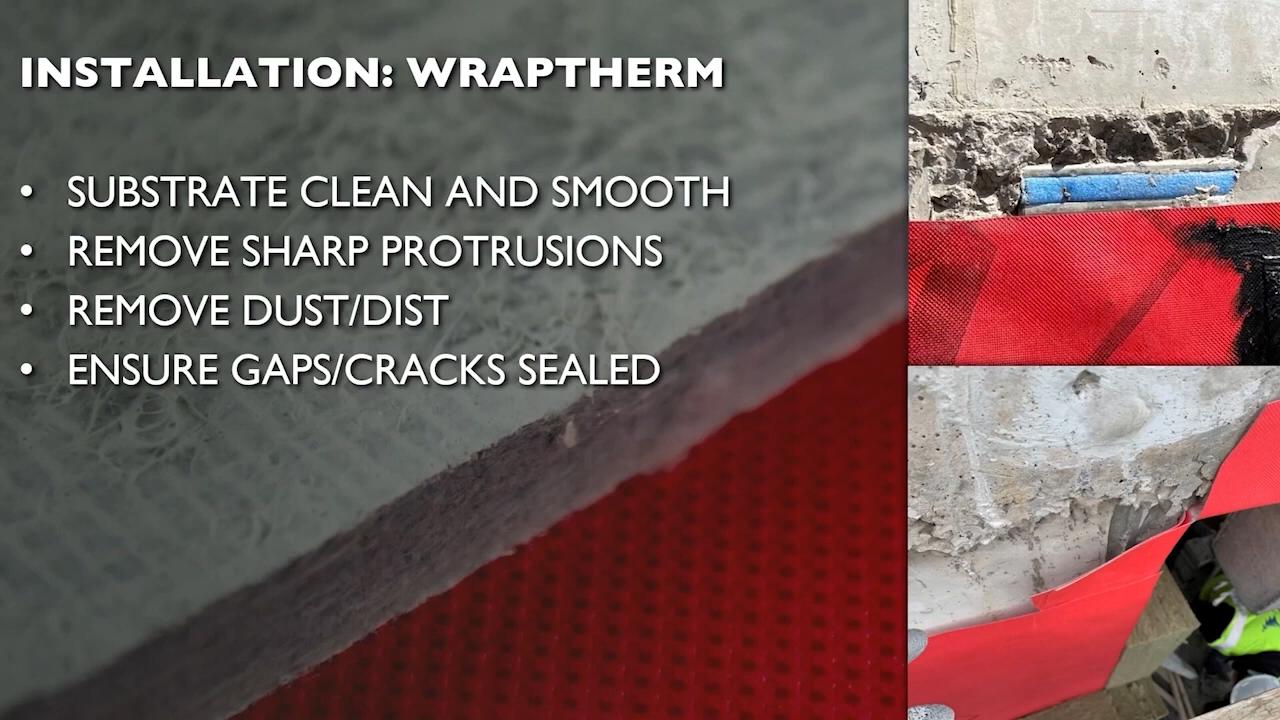 INSTALLATION: WRAPTHERM
• SUBSTRATE CLEAN AND SMOOTH
• REMOVE SHARP PROTRUSIONS
• REMOVE DUST/DIST
• ENSURE GAPS/CRACKS SEALED